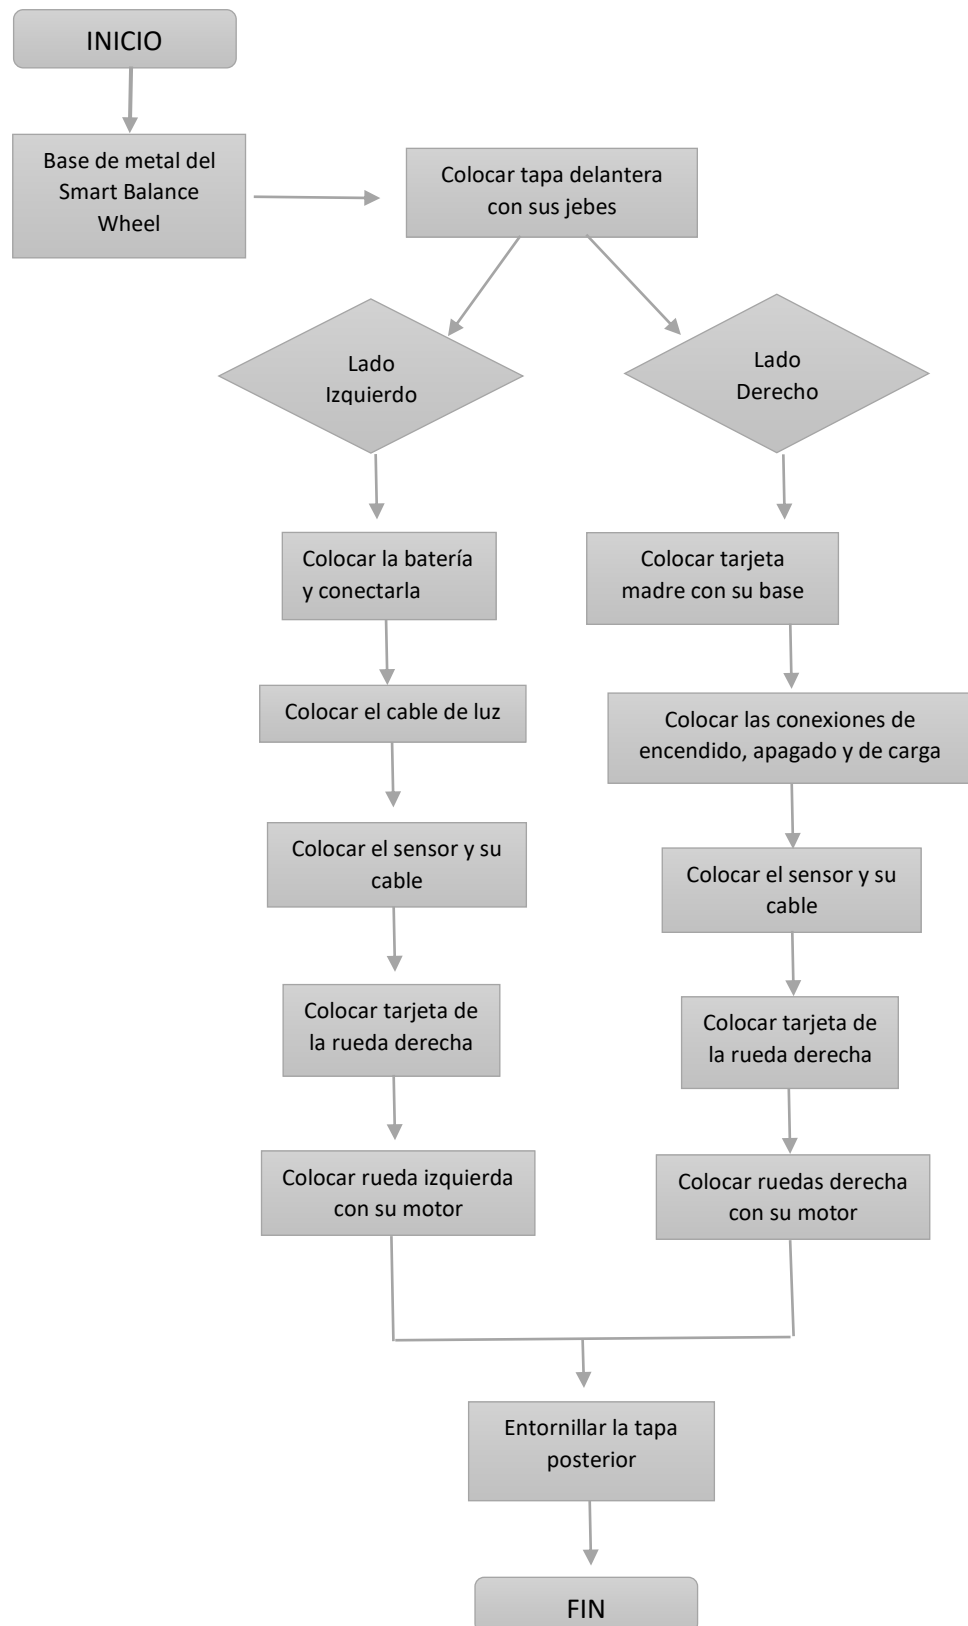 INICIO
Base de metal del
Smart Balance
Wheel
Colocar tapa delantera
con sus jebes
Lado
Izquierdo
Lado
Derecho
Colocar la batería
y conectarla
Colocar tarjeta
madre con su base
Colocar el cable de luz
Colocar las conexiones de
encendido, apagado y de carga
Colocar el sensor y su
cable
Colocar el sensor y su
cable
Colocar tarjeta de
la rueda derecha
Colocar tarjeta de
la rueda derecha
Colocar rueda izquierda
con su motor
Colocar ruedas derecha
con su motor
Entornillar la tapa
posterior
FIN